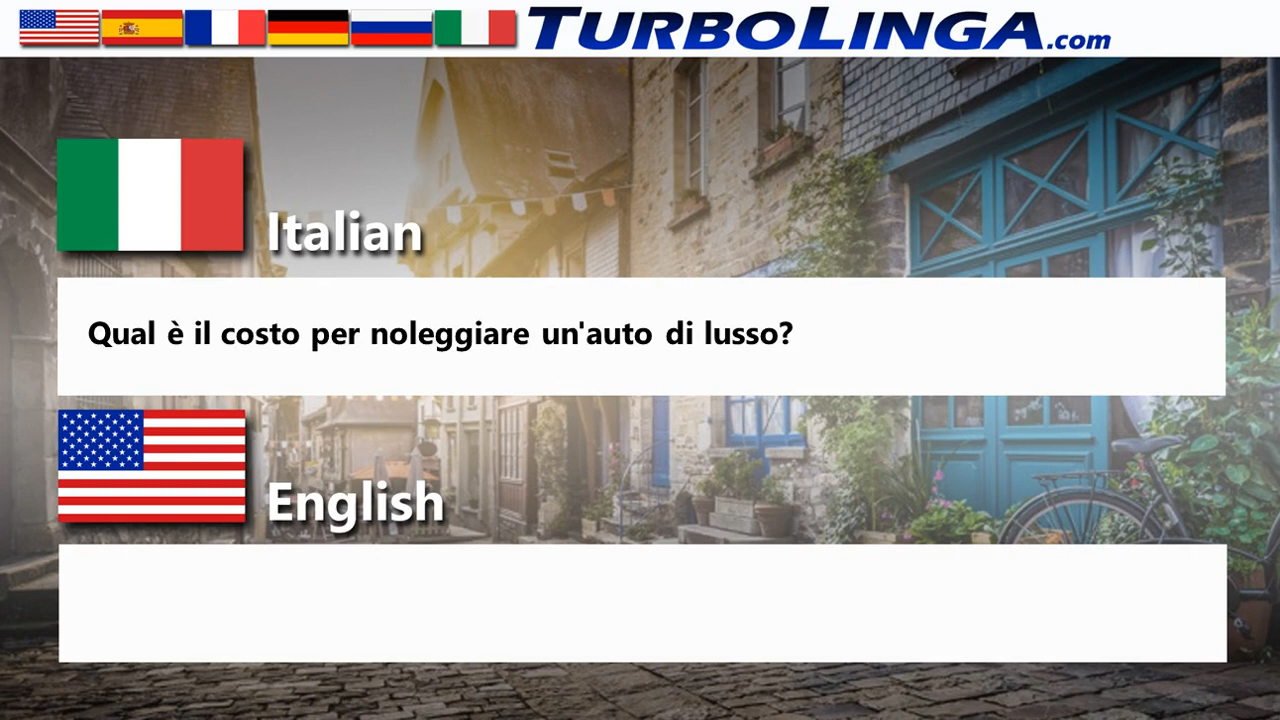 TURBOLINGA.com
Italian
Qual è il costo per noleggiare un'auto di lusso?
English